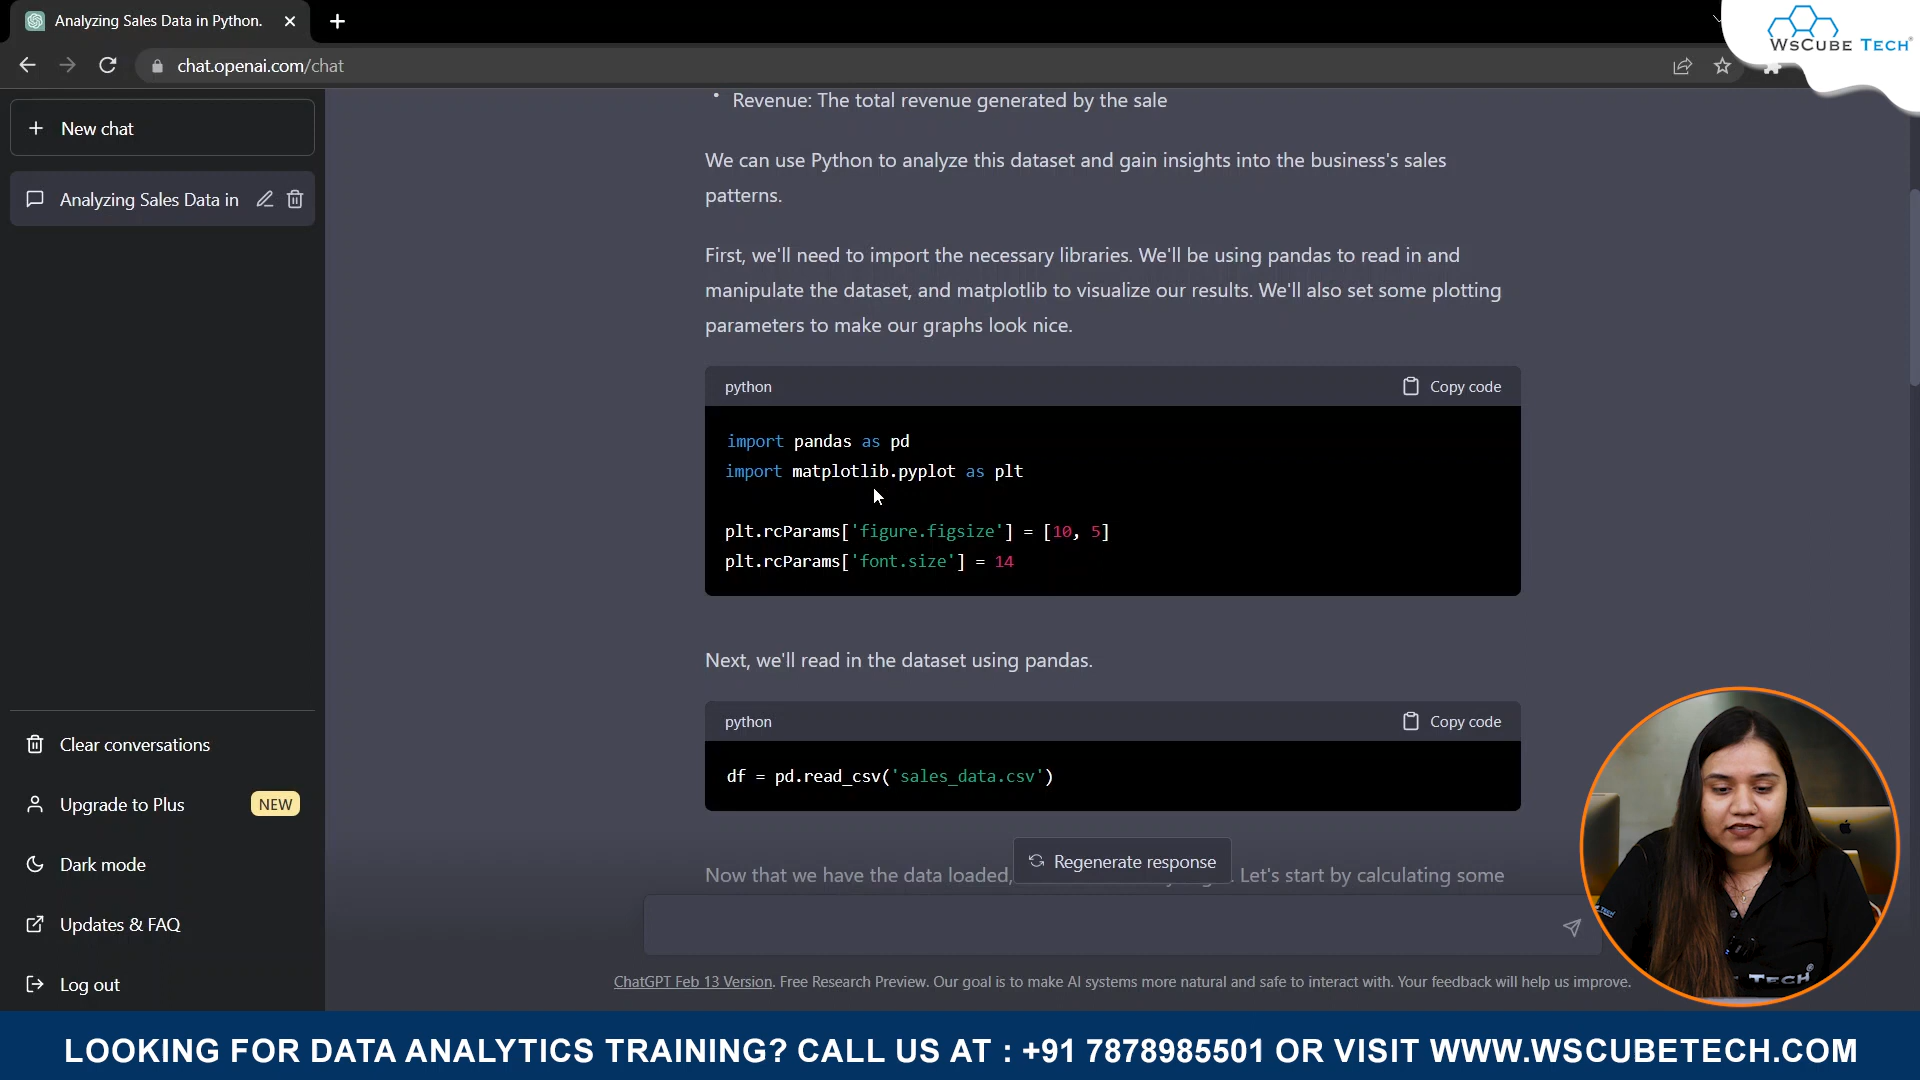 Analyzing Sales Data in Python.
WsCube Tech®
chat.openai.com/chat
New chat
Analyzing Sales Data in
• Revenue: The total revenue generated by the sale
We can use Python to analyze this dataset and gain insights into the business's sales
patterns.
First, we'll need to import the necessary libraries. We'll be using pandas to read in and
manipulate the dataset, and matplotlib to visualize our results. We'll also set some plotting
parameters to make our graphs look nice.
python
Copy code
import pandas as pd
import matplotlib.pyplot as plt
plt.rcParams['figure.figsize'] = [10, 5]
plt.rcParams['font.size'] = 14
Next, we'll read in the dataset using pandas.
python
Copy code
df = pd.read_csv('sales_data.csv')
Now that we have the data loaded,
Let's start by calculating some
Regenerate response
Clear conversations
Upgrade to Plus NEW
Dark mode
Updates & FAQ
Log out
ChatGPT Feb 13 Version. Free Research Preview. Our goal is to make AI systems more natural and safe to interact with. Your feedback will help us improve.
TECH®
LOOKING FOR DATA ANALYTICS TRAINING? CALL US AT : +91 7878985501 OR VISIT WWW.WSCUBETECH.COM